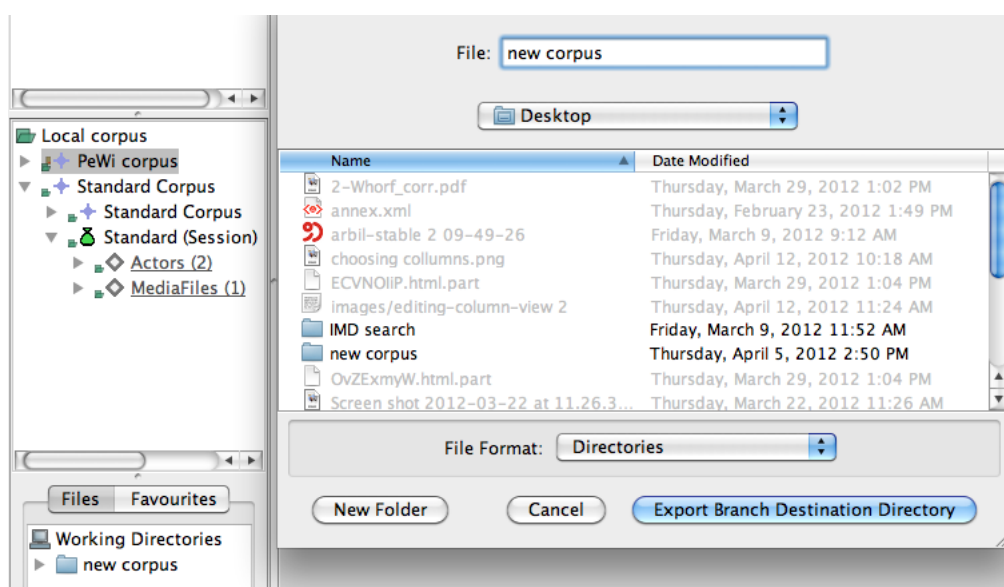 File: new corpus
Desktop
Local corpus
PeWi corpus
Standard Corpus
Standard Corpus
Standard (Session)
Actors (2)
MediaFiles (1)
Files Favourites
Working Directories
new corpus
Name Date Modified
2-Whorf_corr.pdf Thursday, March 29, 2012 1:02 PM
annex.xml Thursday, February 23, 2012 1:49 PM
arbil-stable 2 09-49-26 Friday, March 9, 2012 9:12 AM
choosing collumns.png Thursday, April 12, 2012 10:18 AM
ECVNOliP.html.part Thursday, March 29, 2012 1:04 PM
images/editing-column-view 2 Thursday, April 12, 2012 11:24 AM
IMD search Friday, March 9, 2012 11:52 AM
new corpus Thursday, April 5, 2012 2:50 PM
OvZExmyW.html.part Thursday, March 29, 2012 1:04 PM
Screen shot 2012-03-22 at 11.26.3... Thursday, March 22, 2012 11:26 AM
File Format: Directories
New Folder Cancel Export Branch Destination Directory